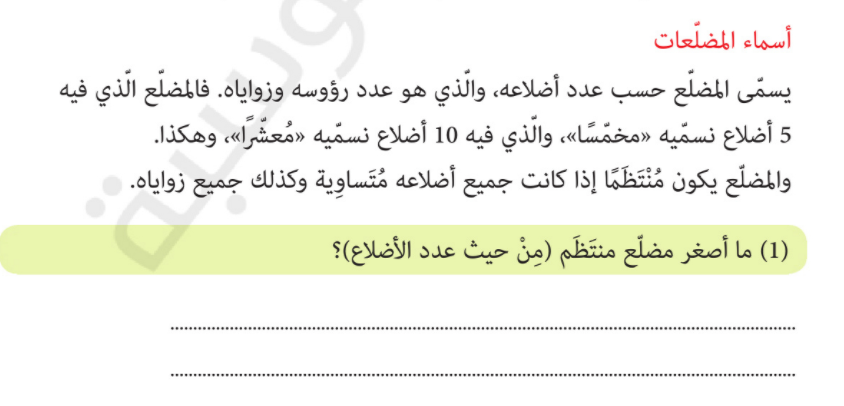 أسماء المضلّعات
يسمّى المضلّع حسب عدد أضلاعه، والّذي هو عدد رؤوسه وزواياه. فالمضلّع الّذي فيه
5 أضلاع نسمّيه «مخمّسًا»، والّذي فيه 10 أضلاع نسمّيه «مُعشّرًا»، وهكذا.
والمضلّع يكون مُنْتَظَمًا إذا كانت جميع أضلاعه مُتَساوِية وكذلك جميع زواياه.
(1) ما أصغر مضلّع منتَظَم (مِنْ حيث عدد الأضلاع)؟